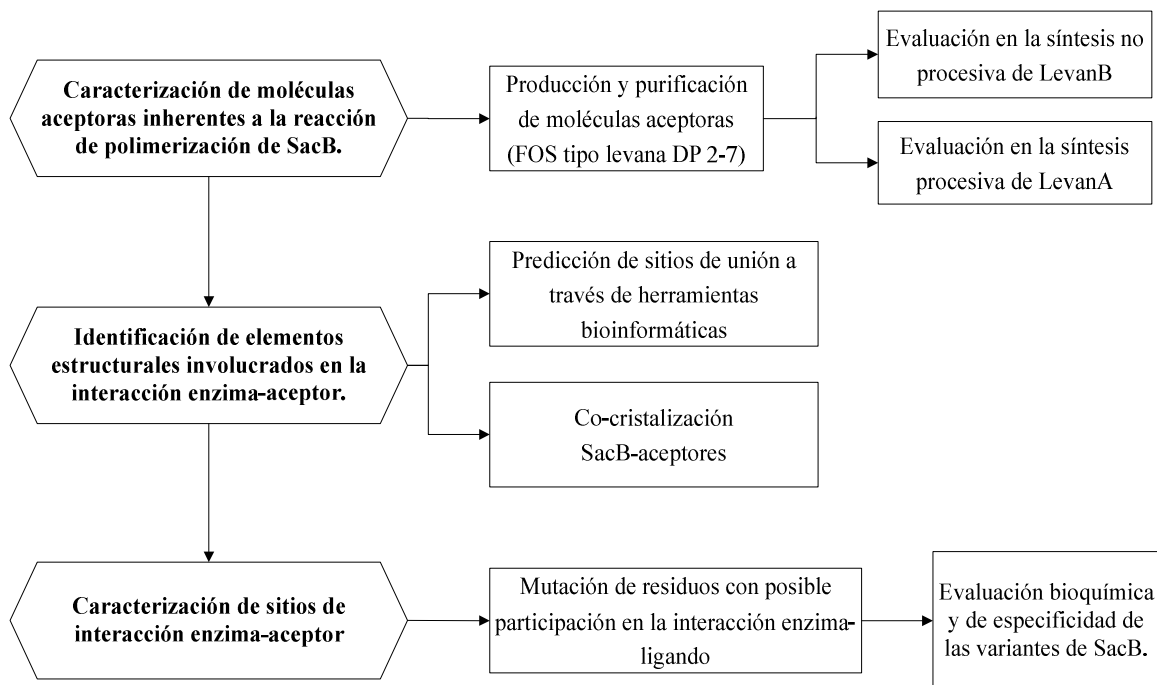 Caracterización de moléculas
aceptoras inherentes a la reacción
de polimerización de SacB.
Producción y purificación
de moléculas aceptoras
(FOS tipo levana DP 2-7)
Evaluación en la síntesis no
procesiva de LevanB
Evaluación en la síntesis
procesiva de LevanA
Identificación de elementos
estructurales involucrados en la
interacción enzima-aceptor.
Predicción de sitios de unión a
través de herramientas
bioinformáticas
Co-cristalización
SacB-aceptores
Caracterización de sitios de
interacción enzima-aceptor
Mutación de residuos con posible
participación en la interacción enzima-
ligando
Evaluación bioquímica
y de especificidad de
las variantes de SacB.